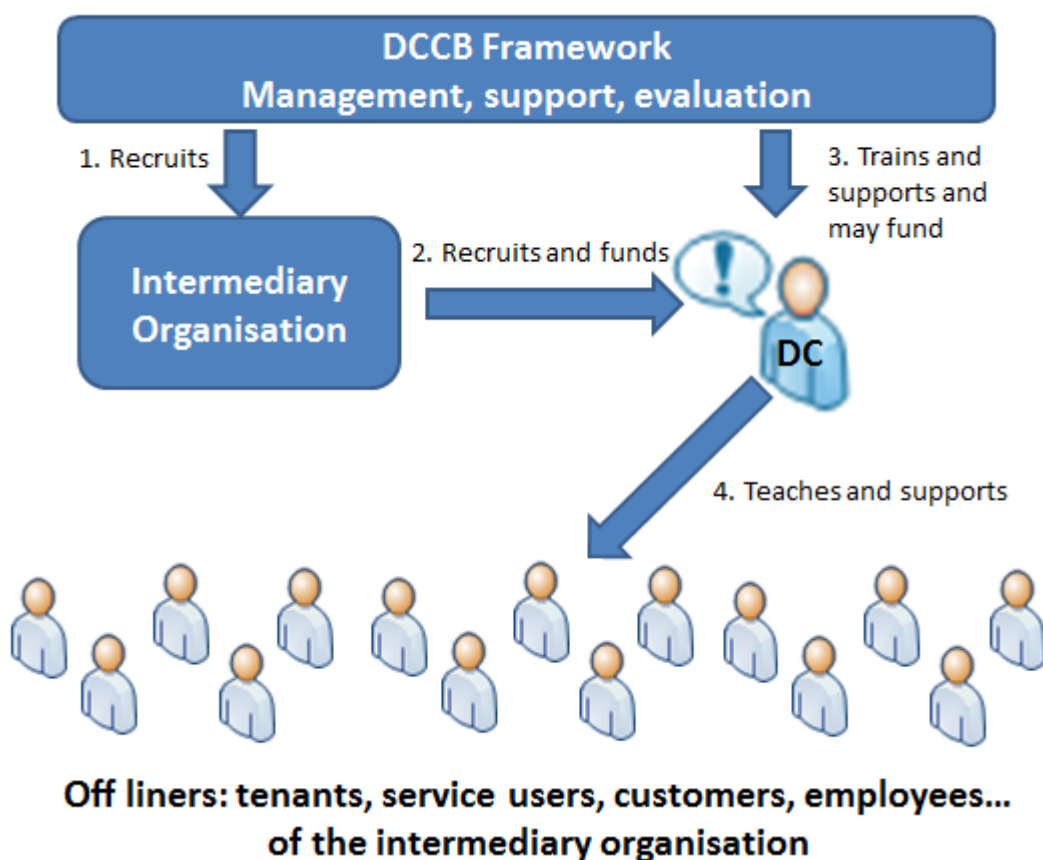 DCCB Framework
Management, support, evaluation
1. Recruits
3. Trains and
supports and
may fund
Intermediary
Organisation
2. Recruits and funds
!
DC
4. Teaches and supports
Off liners: tenants, service users, customers, employees…
of the intermediary organisation